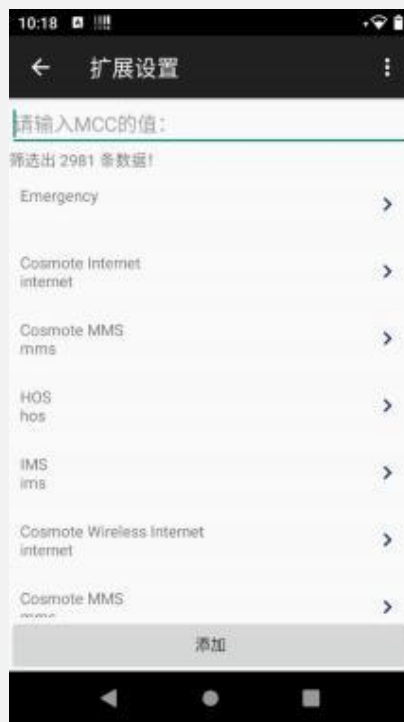 10:18
扩展设置
请输入MCC的值:
筛选出 2981 条数据!
Emergency
Cosmote Internet
internet
Cosmote MMS
mms
HOS
hos
IMS
ims
Cosmote Wireless Internet
internet
Cosmote MMS
mms
添加